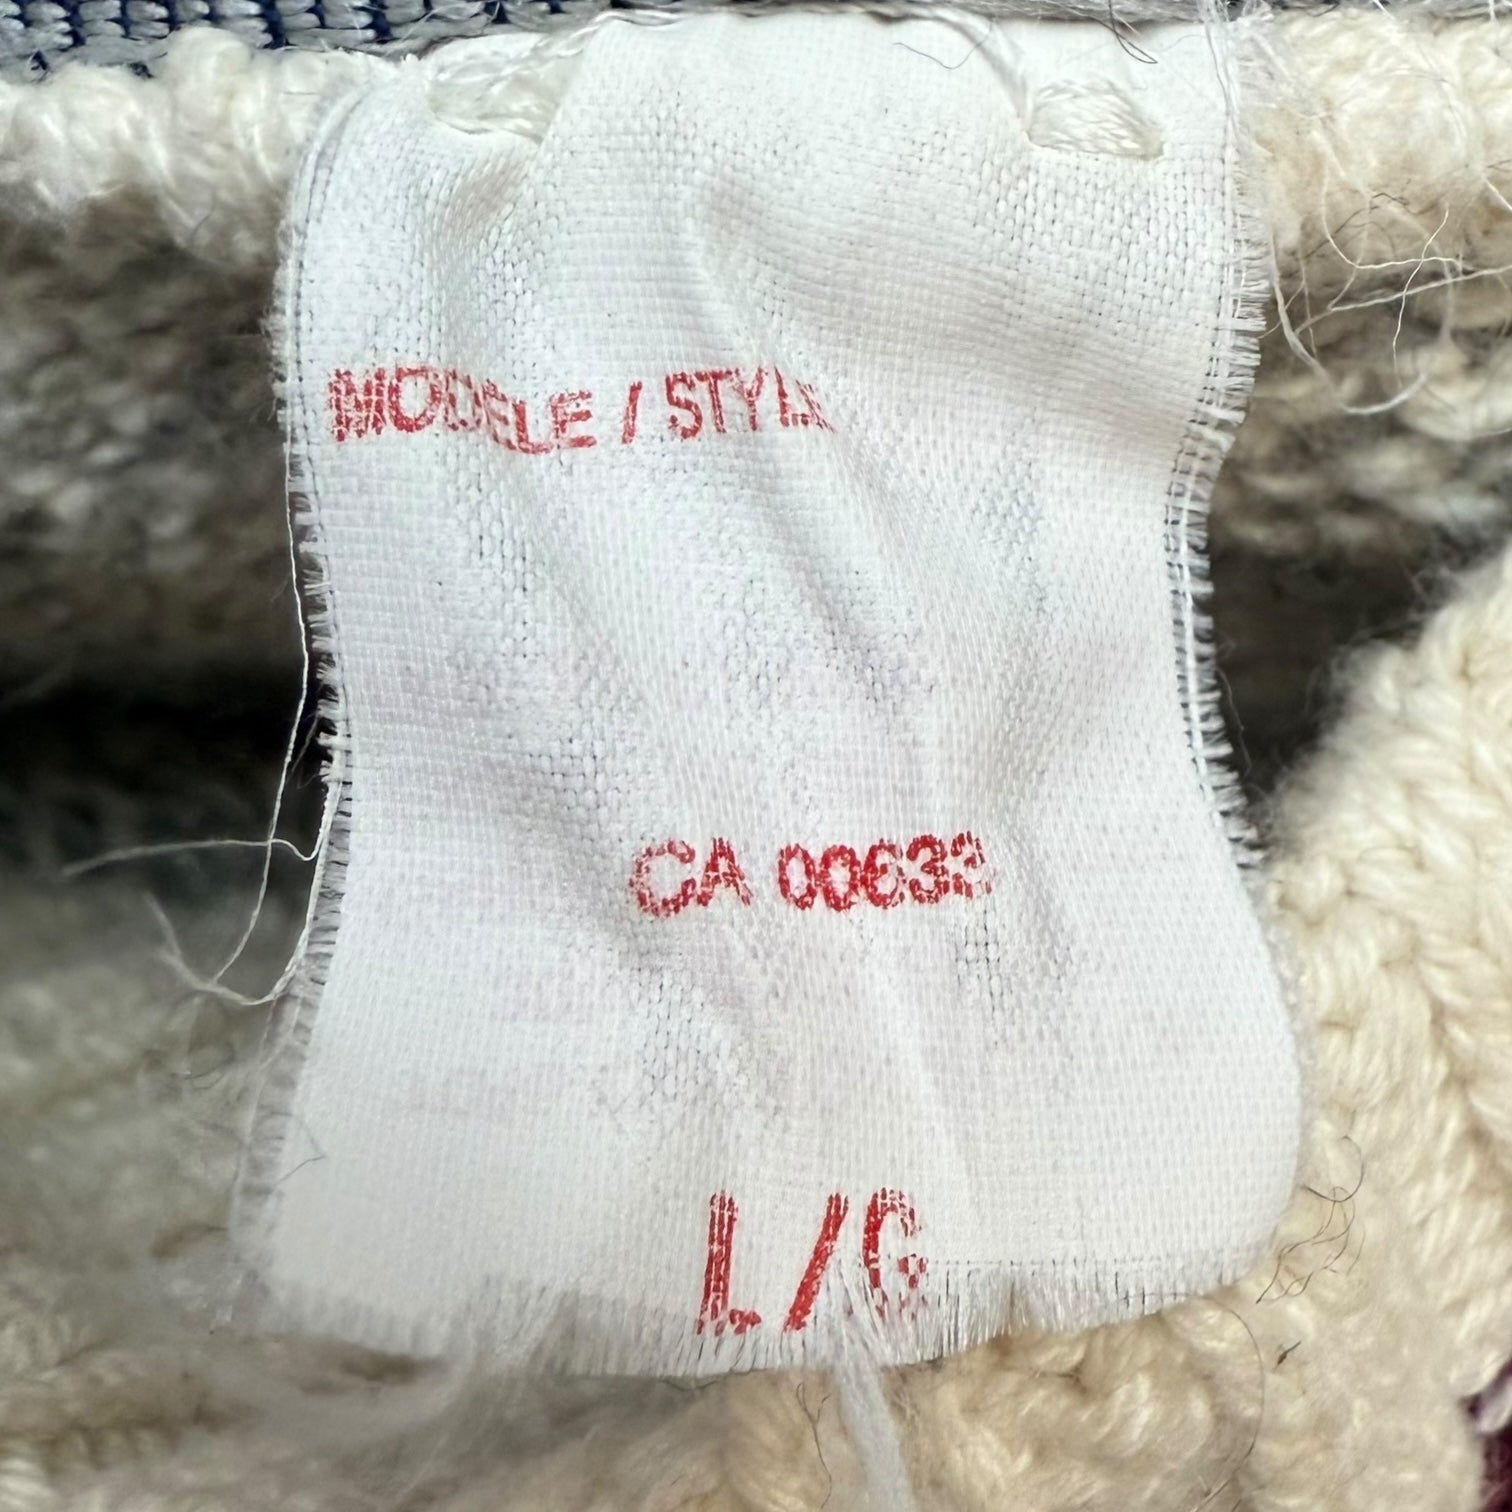 MODELE / STYLE
CA 00633
L/G